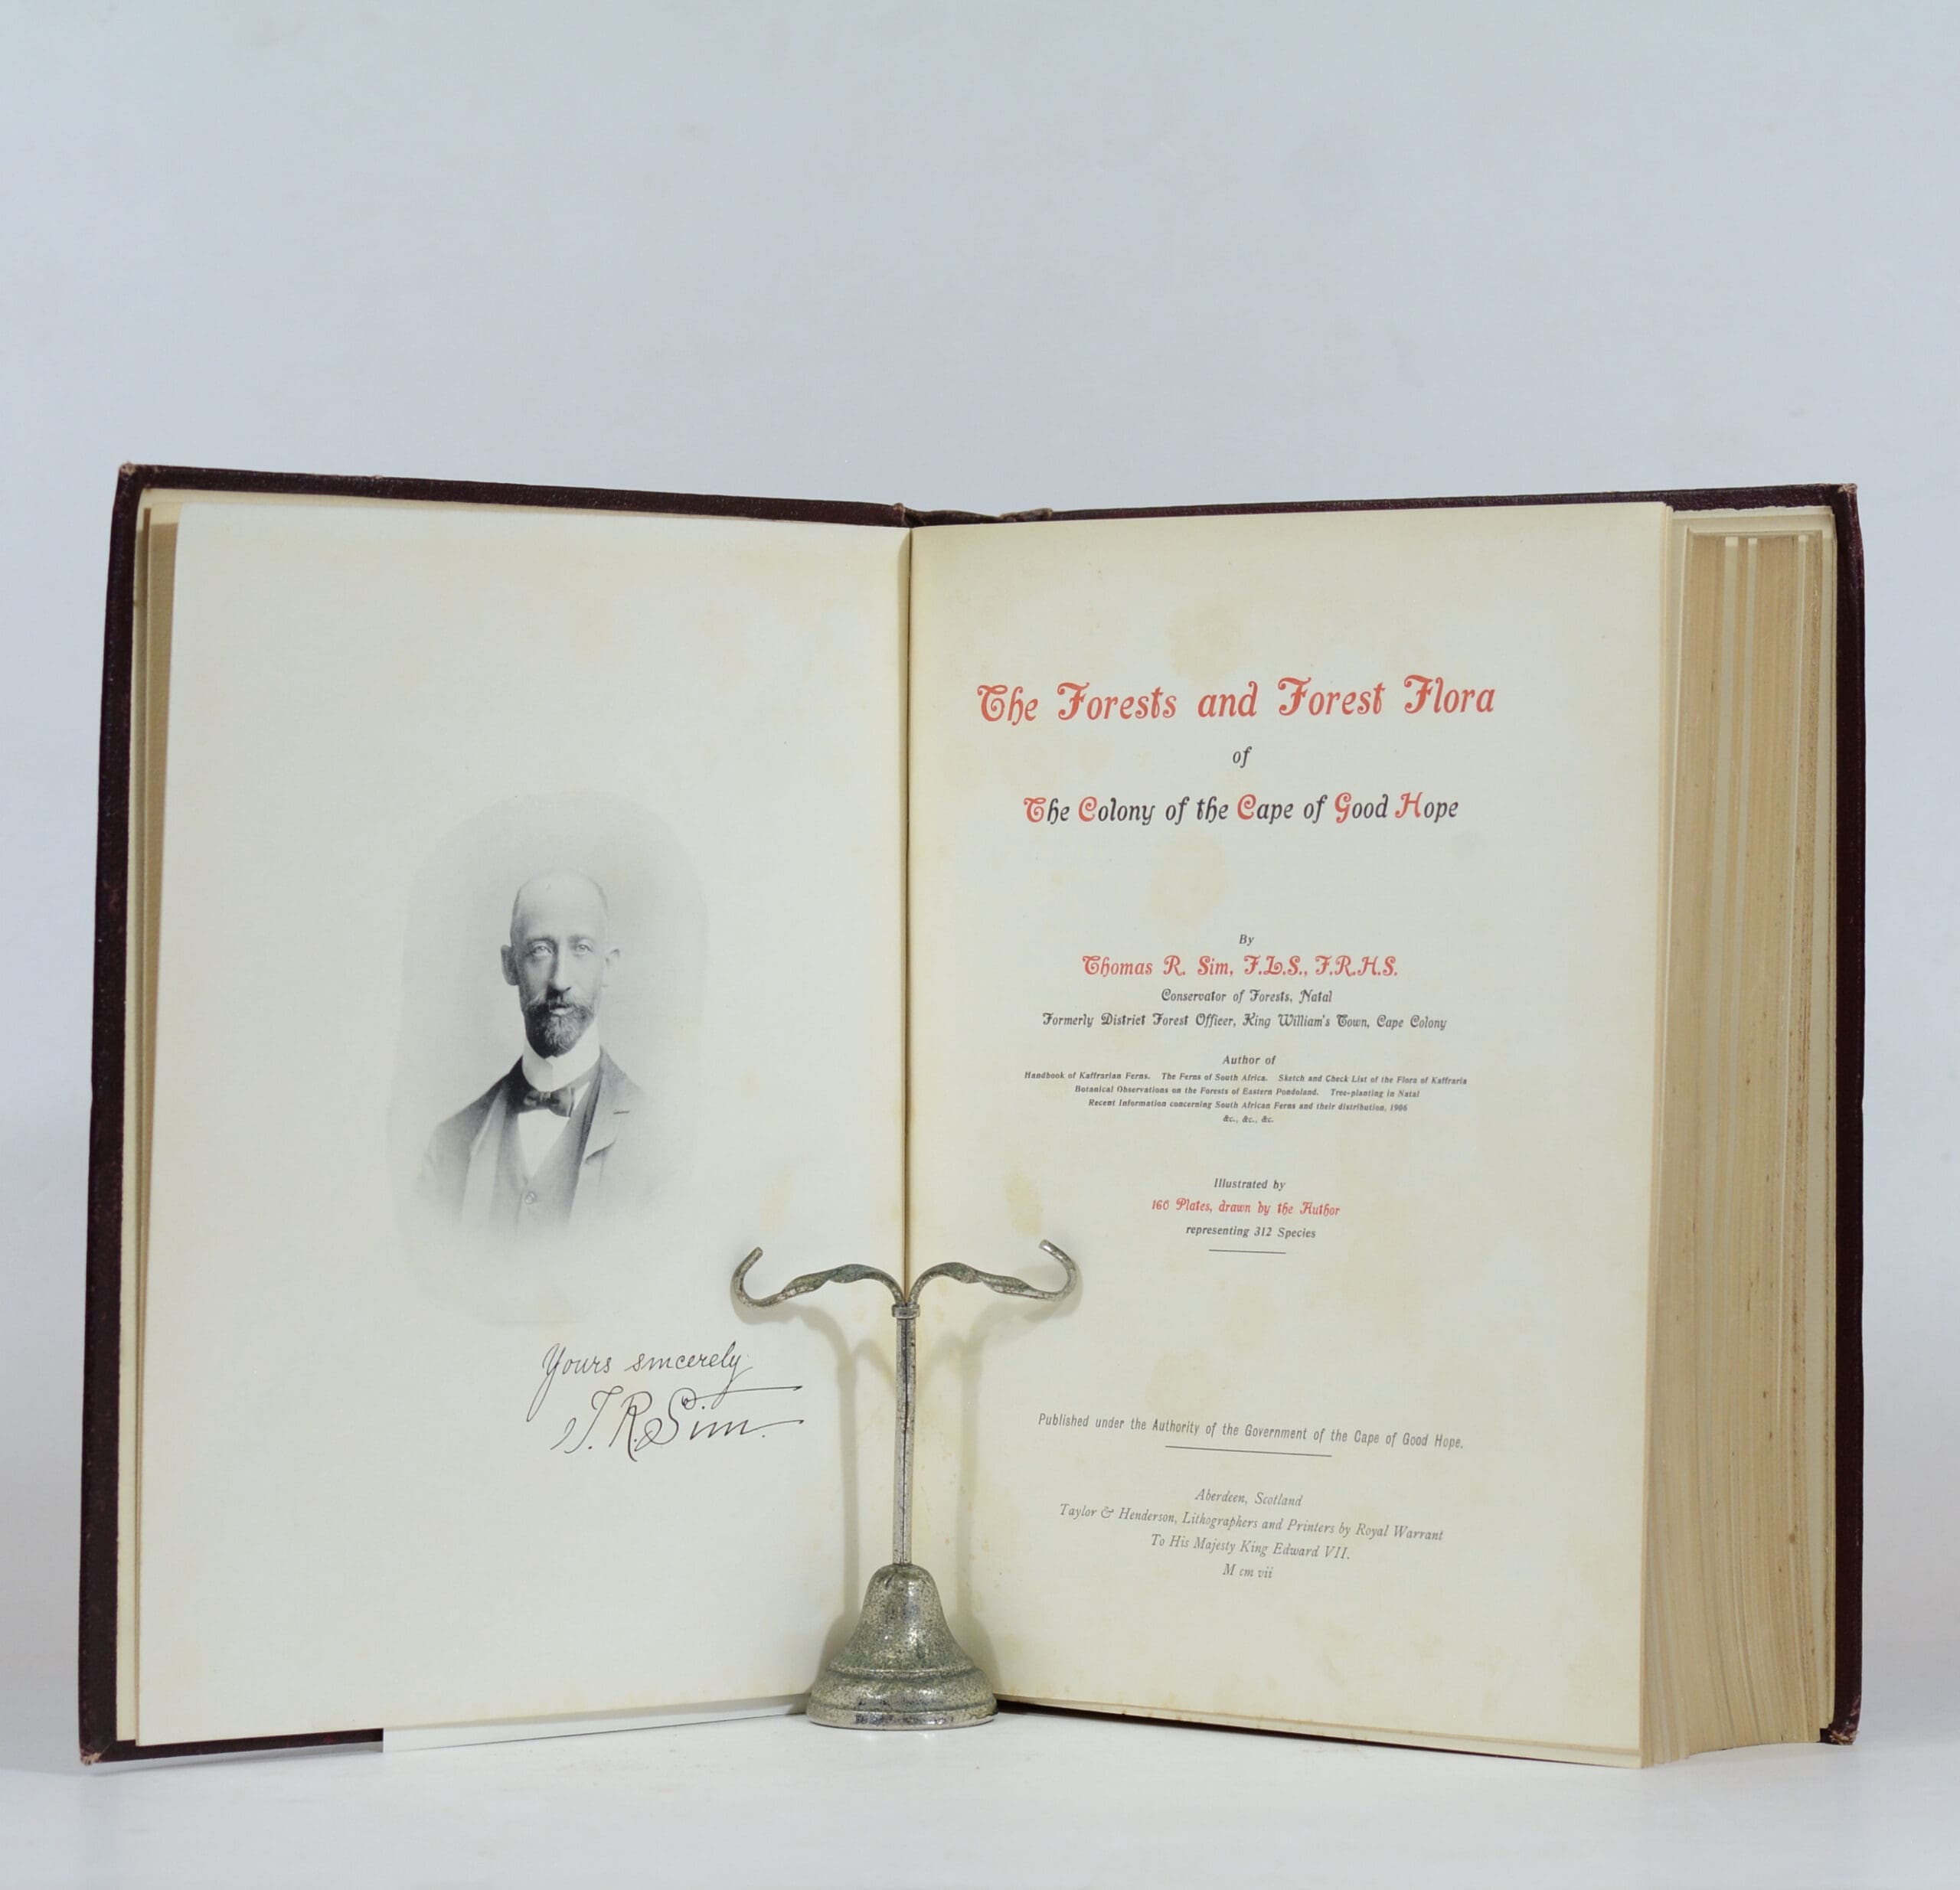 Yours sincerely
T. R. Sim.
The Forests and Forest Flora
of
The Colony of the Cape of Good Hope
By
Thomas R. Sim, F.L.S., F.R.H.S.
Conservator of Forests, Natal
Formerly District Forest Officer, King William's Town, Cape Colony
Author of
Handbook of Kaffrarian Ferns. The Ferns of South Africa. Sketch and Check List of the Flora of Kaffraria
Botanical Observations on the Forests of Eastern Pondoland. Tree-planting in Natal
Recent Information concerning South African Ferns and their distribution, 1906
&c., &c., &c.
Illustrated by
160 Plates, drawn by the Author
representing 312 Species
Published under the Authority of the Government of the Cape of Good Hope.
Aberdeen, Scotland
Taylor & Henderson, Lithographers and Printers by Royal Warrant
To His Majesty King Edward VII.
M cm vii